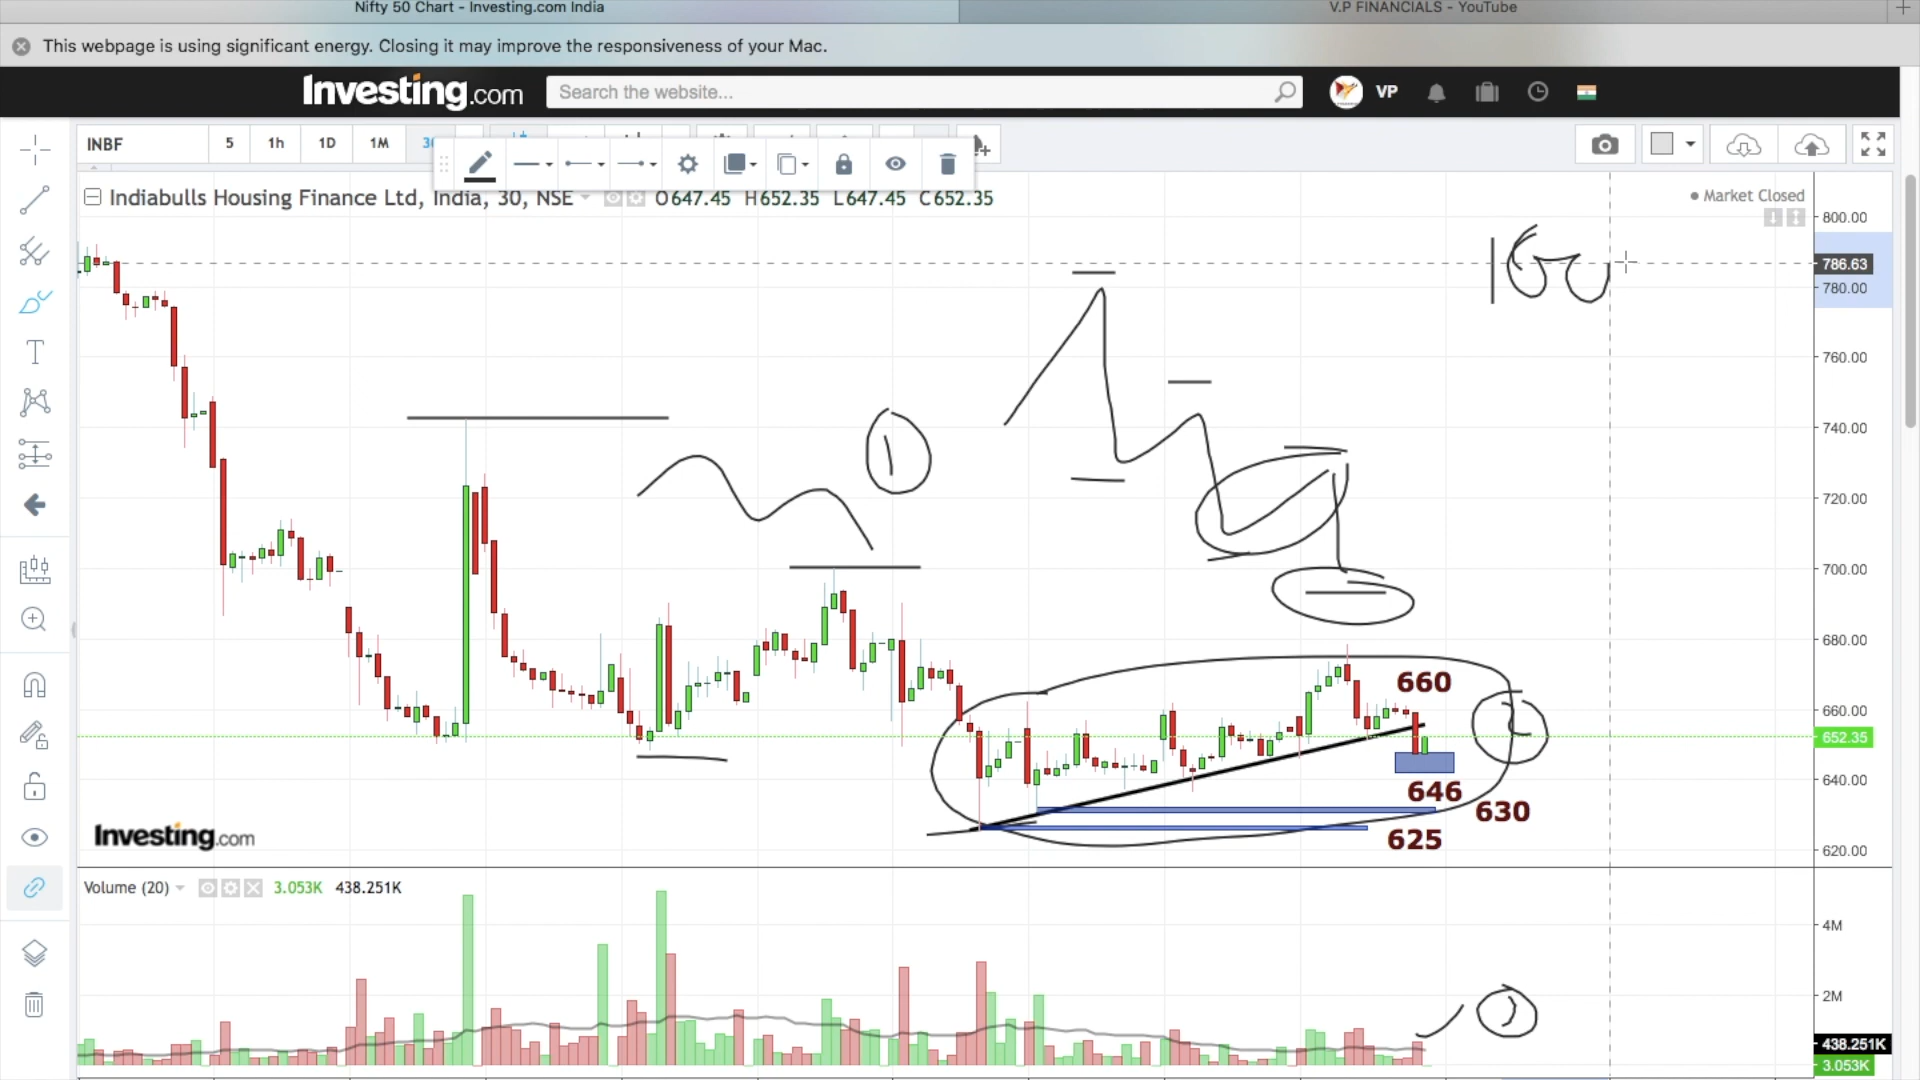 Nifty 50 Chart - Investing.com India
V.P FINANCIALS - YouTube
This webpage is using significant energy. Closing it may improve the responsiveness of your Mac.
Investing.com
Search the website...
VP
INBF
5
1h
1D
1M
Indiabulls Housing Finance Ltd, India, 30, NSE
O647.45 H652.35 L647.45 C652.35
Market Closed
800.00
786.63
780.00
760.00
740.00
720.00
700.00
680.00
660.00
652.35
640.00
620.00
1
660
646
630
625
Investing.com
Volume (20)
3.053K
438.251K
4M
2M
438.251K
3.053K